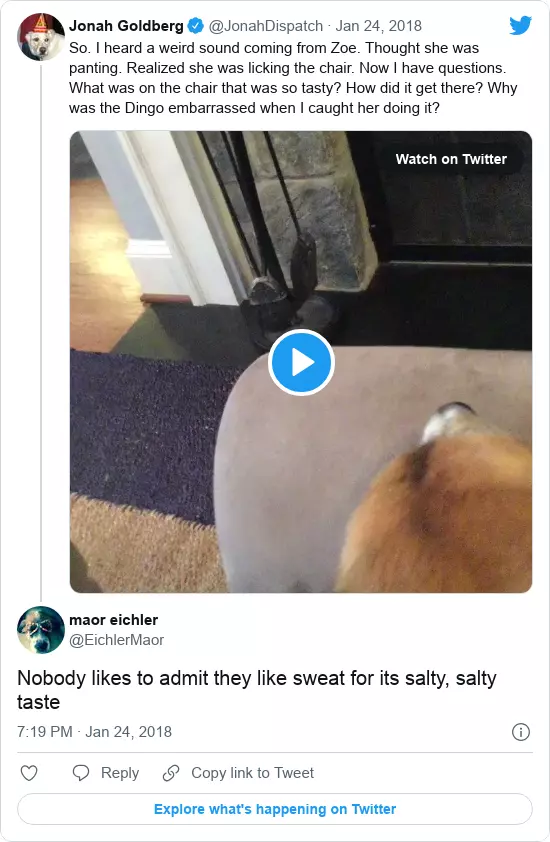 Jonah Goldberg @JonahDispatch · Jan 24, 2018
So. I heard a weird sound coming from Zoe. Thought she was
panting. Realized she was licking the chair. Now I have questions.
What was on the chair that was so tasty? How did it get there? Why
was the Dingo embarrassed when I caught her doing it?
Watch on Twitter
maor eichler
@EichlerMaor
Nobody likes to admit they like sweat for its salty, salty
taste
7:19 PM · Jan 24, 2018
Reply Copy link to Tweet
Explore what's happening on Twitter